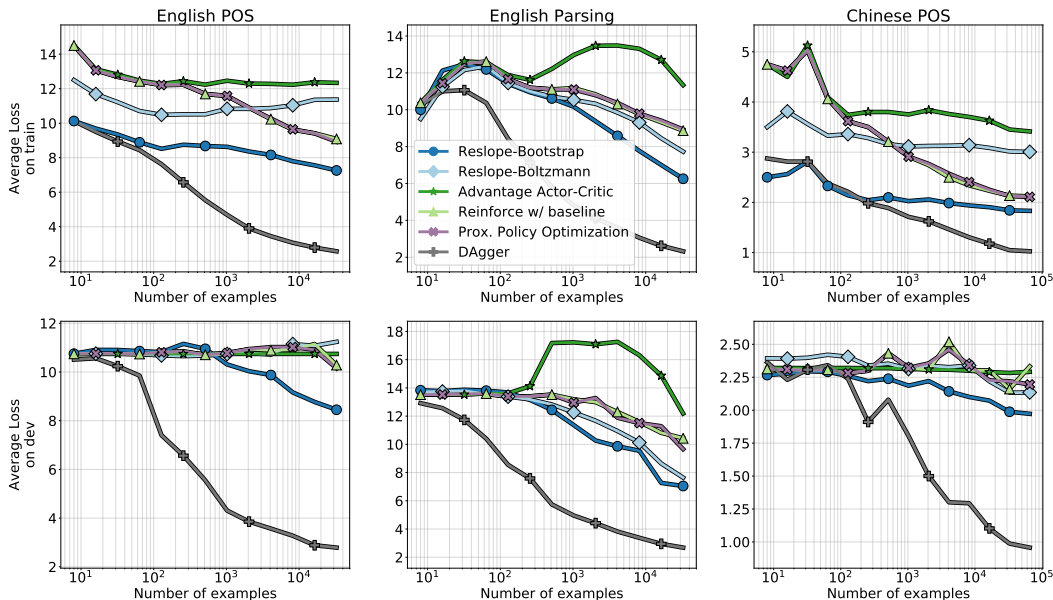 English POS
English Parsing
Chinese POS
Average Loss
on train
14
12
10
8
6
4
2
10¹ 10² 10³ 10⁴
Number of examples
14
12
10
8
6
4
2
Reslope-Bootstrap
Reslope-Boltzmann
Advantage Actor-Critic
Reinforce w/ baseline
Prox. Policy Optimization
DAgger
10¹ 10² 10³ 10⁴
Number of examples
5
4
3
2
1
10¹ 10² 10³ 10⁴ 10⁵
Number of examples
Average Loss
on dev
12
10
8
6
4
2
10¹ 10² 10³ 10⁴
Number of examples
18
16
14
12
10
8
6
4
2
10¹ 10² 10³ 10⁴
Number of examples
2.50
2.25
2.00
1.75
1.50
1.25
1.00
10¹ 10² 10³ 10⁴ 10⁵
Number of examples